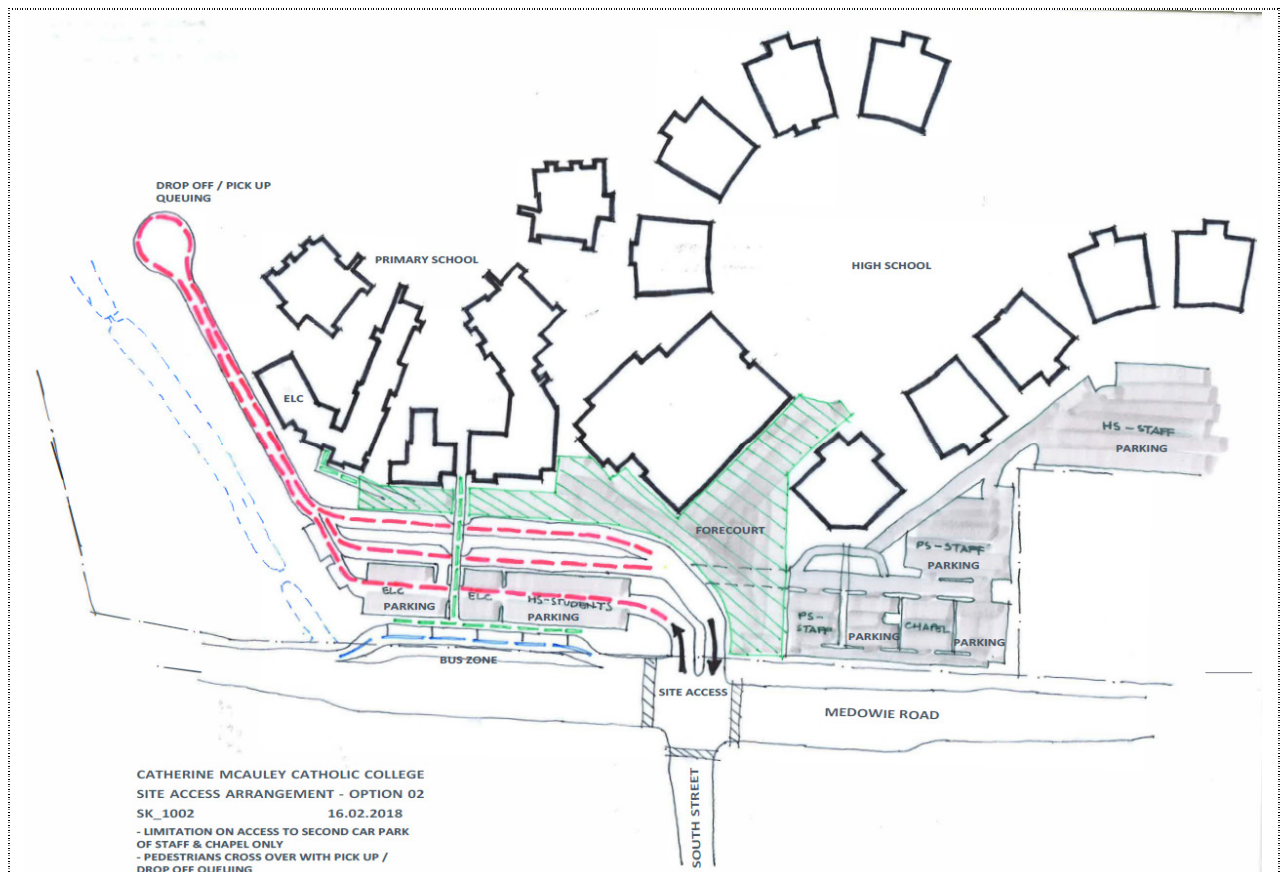 DROP OFF / PICK UP
QUEUING
PRIMARY SCHOOL
HIGH SCHOOL
ELC
HS-STAFF
PARKING
FORECOURT
PS-STAFF
PARKING
ELC
PARKING
ELC
HS-STUDENTS
PARKING
PS-
STAFF
PARKING
CHAPEL
PARKING
BUS ZONE
SITE ACCESS
MEDOWIE ROAD
SOUTH STREET
CATHERINE MCAULEY CATHOLIC COLLEGE
SITE ACCESS ARRANGEMENT - OPTION 02
SK_1002 16.02.2018
- LIMITATION ON ACCESS TO SECOND CAR PARK
OF STAFF & CHAPEL ONLY
- PEDESTRIANS CROSS OVER WITH PICK UP /
DROP OFF QUEUING